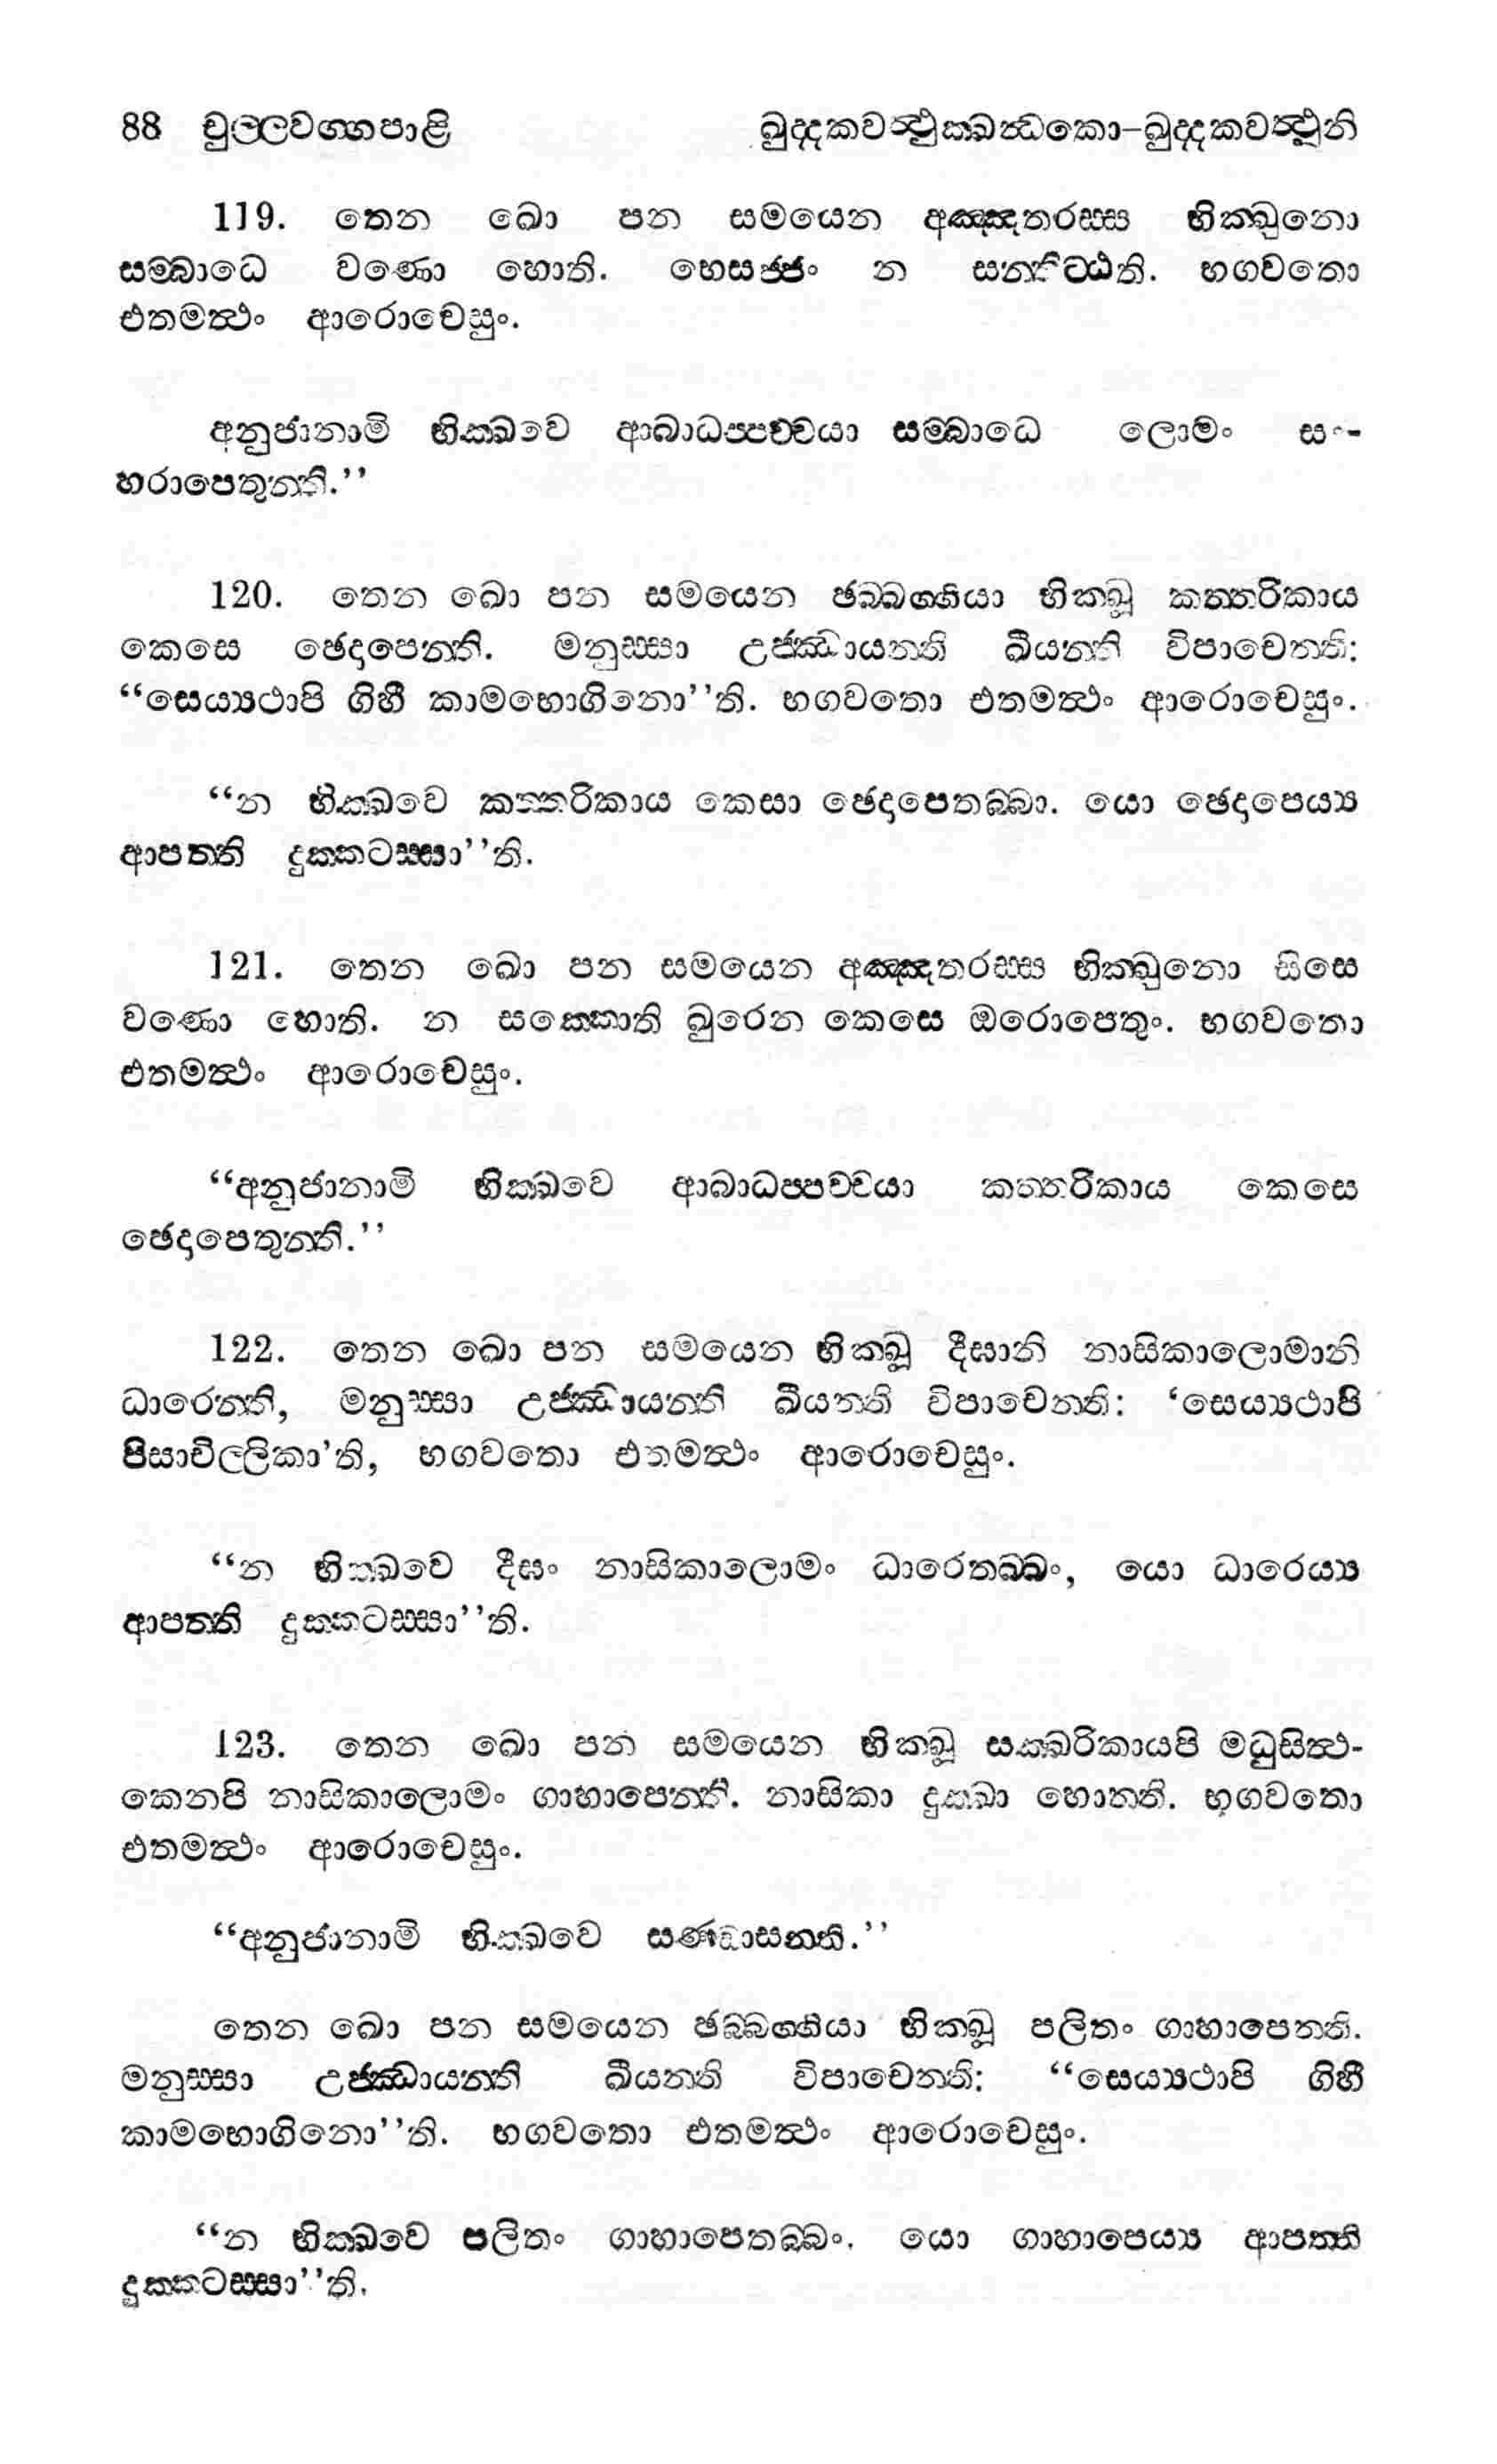 88 චුල්ලවග්ගපාළි ඛුද්දකවත්ථුක්ඛන්ධකො–ඛුද්දකවත්ථූනි
119. තෙන ඛො පන සමයෙන අඤ්ඤතරස්ස භික්ඛුනො
සම්බාධෙ වණො හොති. භෙසජ්ජං න සන්තිට්ඨති. භගවතො
එතමත්ථං ආරොචෙසුං.
අනුජානාමි භික්ඛවෙ ආබාධප්පච්චයා සම්බාධෙ ලොමං සං-
හරාපෙතුන්ති.’’
120. තෙන ඛො පන සමයෙන ඡබ්බග්ගියා භික්ඛූ කත්තරිකාය
කෙසෙ ඡෙදාපෙන්ති. මනුස්සා උජ්ඣායන්ති ඛීයන්ති විපාචෙන්ති:
‘‘සෙය්‍යථාපි ගිහී කාමභොගිනො’’ති. භගවතො එතමත්ථං ආරොචෙසුං.
‘‘න භික්ඛවෙ කත්තරිකාය කෙසා ඡෙදාපෙතබ්බා. යො ඡෙදාපෙය්‍ය
ආපත්ති දුක්කටස්සා’’ති.
121. තෙන ඛො පන සමයෙන අඤ්ඤතරස්ස භික්ඛුනො සිසෙ
වණො හොති. න සක්කොති ඛුරෙන කෙසෙ ඔරොපෙතුං. භගවතො
එතමත්ථං ආරොචෙසුං.
‘‘අනුජානාමි භික්ඛවෙ ආබාධප්පච්චයා කත්තරිකාය කෙසෙ
ඡෙදාපෙතුන්ති.’’
122. තෙන ඛො පන සමයෙන භික්ඛූ දීඝානි නාසිකාලොමානි
ධාරෙන්ති, මනුස්සා උජ්ඣායන්ති ඛීයන්ති විපාචෙන්ති: ‘සෙය්‍යථාපි
පිසාචිල්ලිකා’ති, භගවතො එතමත්ථං ආරොචෙසුං.
‘‘න භික්ඛවෙ දීඝං නාසිකාලොමං ධාරෙතබ්බං, යො ධාරෙය්‍ය
ආපත්ති දුක්කටස්සා’’ති.
123. තෙන ඛො පන සමයෙන භික්ඛූ සක්ඛරිකායපි මධුසිත්ථ-
කෙනපි නාසිකාලොමං ගාහාපෙන්ති. නාසිකා දුක්ඛා හොන්ති. භගවතො
එතමත්ථං ආරොචෙසුං.
‘‘අනුජානාමි භික්ඛවෙ සණ්ඩාසන්ති.’’
තෙන ඛො පන සමයෙන ඡබ්බග්ගියා භික්ඛූ පලිතං ගාහාපෙන්ති.
මනුස්සා උජ්ඣායන්ති ඛීයන්ති විපාචෙන්ති: ‘‘සෙය්‍යථාපි ගිහී
කාමභොගිනො’’ති. භගවතො එතමත්ථං ආරොචෙසුං.
‘‘න භික්ඛවෙ පලිතං ගාහාපෙතබ්බං. යො ගාහාපෙය්‍ය ආපත්ති
දුක්කටස්සා’’ති.